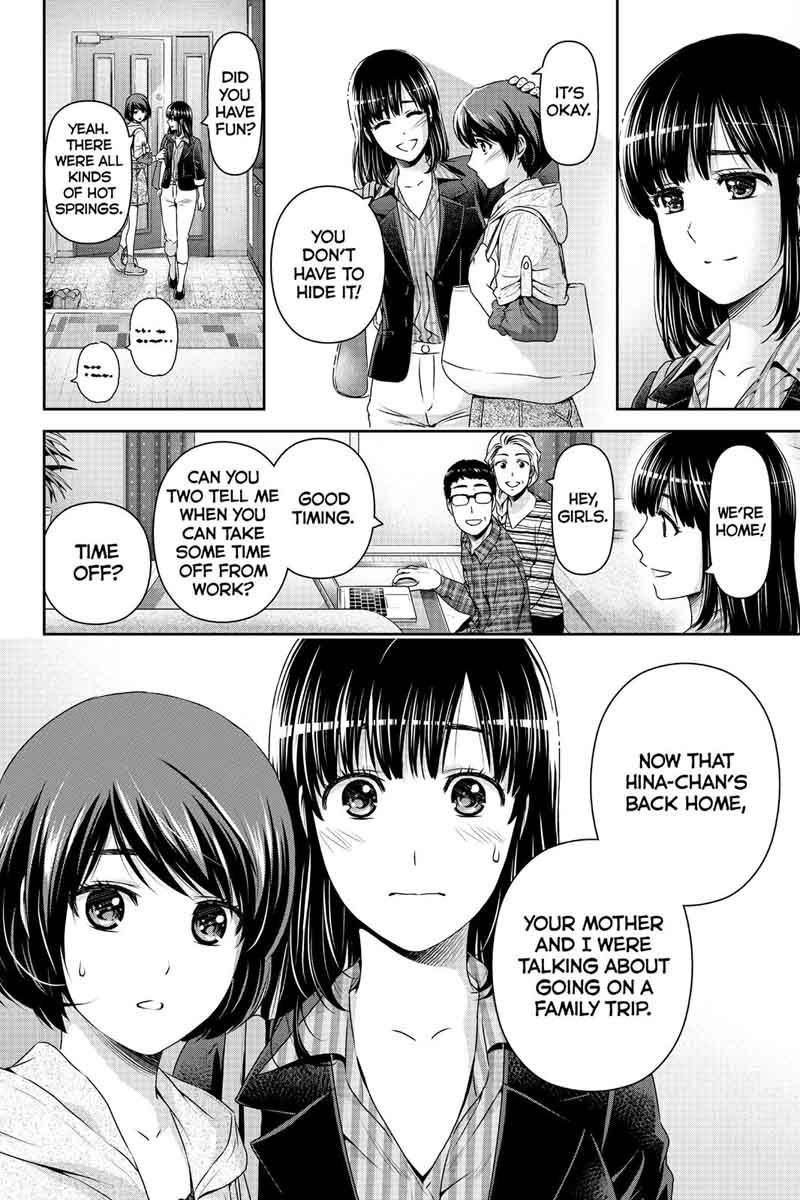 IT'S
OKAY.
YOU
DON'T
HAVE TO
HIDE IT!
DID
YOU
HAVE
FUN?
YEAH.
THERE
WERE ALL
KINDS
OF HOT
SPRINGS.
WE'RE
HOME!
HEY,
GIRLS.
GOOD
TIMING.
CAN YOU
TWO TELL ME
WHEN YOU
CAN TAKE
SOME TIME
OFF FROM
WORK?
TIME
OFF?
NOW THAT
HINA-CHAN'S
BACK HOME,
YOUR MOTHER
AND I WERE
TALKING ABOUT
GOING ON A
FAMILY TRIP.